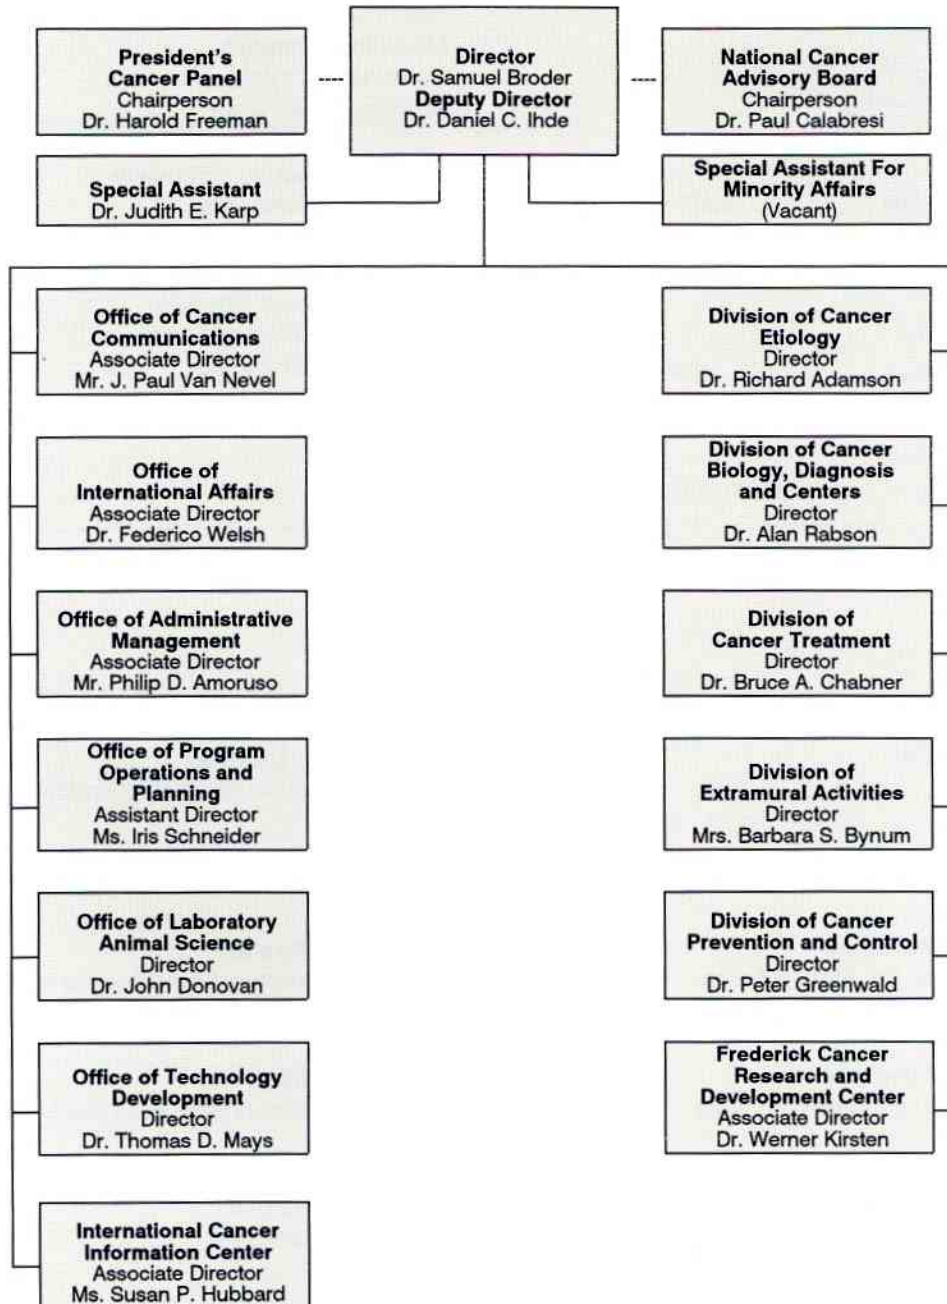 President's
Cancer Panel
Chairperson
Dr. Harold Freeman
Director
Dr. Samuel Broder
Deputy Director
Dr. Daniel C. Ihde
National Cancer
Advisory Board
Chairperson
Dr. Paul Calabresi
Special Assistant
Dr. Judith E. Karp
Special Assistant For
Minority Affairs
(Vacant)
Office of Cancer
Communications
Associate Director
Mr. J. Paul Van Nevel
Office of
International Affairs
Associate Director
Dr. Federico Welsh
Office of Administrative
Management
Associate Director
Mr. Philip D. Amoruso
Office of Program
Operations and
Planning
Assistant Director
Ms. Iris Schneider
Office of Laboratory
Animal Science
Director
Dr. John Donovan
Office of Technology
Development
Director
Dr. Thomas D. Mays
International Cancer
Information Center
Associate Director
Ms. Susan P. Hubbard
Division of Cancer
Etiology
Director
Dr. Richard Adamson
Division of Cancer
Biology, Diagnosis
and Centers
Director
Dr. Alan Rabson
Division of
Cancer Treatment
Director
Dr. Bruce A. Chabner
Division of
Extramural Activities
Director
Mrs. Barbara S. Bynum
Division of Cancer
Prevention and Control
Director
Dr. Peter Greenwald
Frederick Cancer
Research and
Development Center
Associate Director
Dr. Werner Kirsten